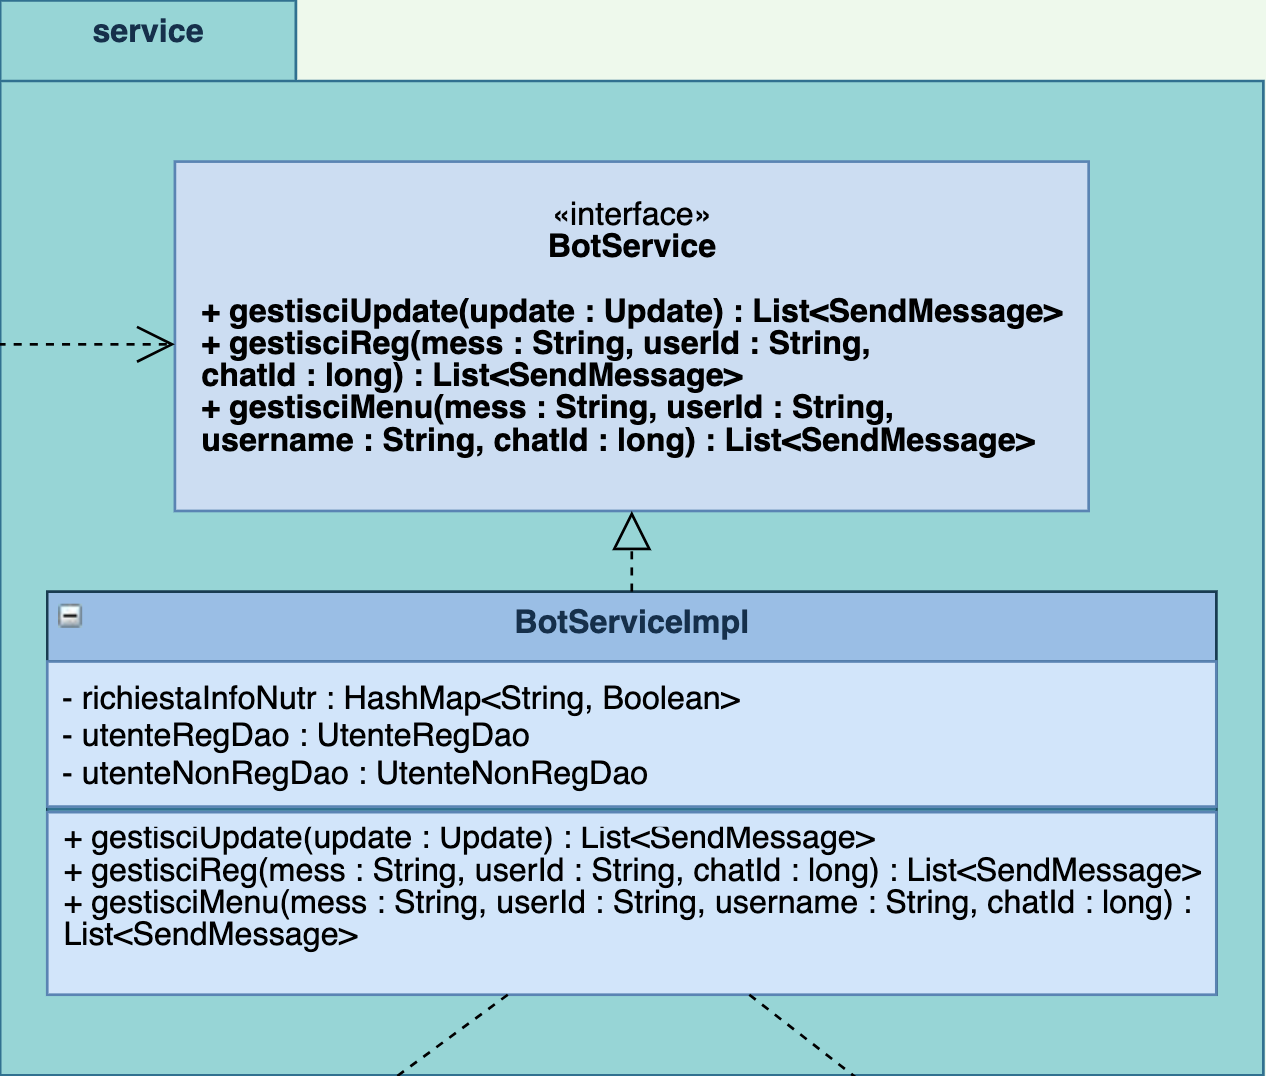 service
«interface»
BotService
+ gestisciUpdate(update : Update) : List<SendMessage>
+ gestisciReg(mess : String, userId : String,
chatId : long) : List<SendMessage>
+ gestisciMenu(mess : String, userId : String,
username : String, chatId : long) : List<SendMessage>
BotServiceImpl
- richiestaInfoNutr : HashMap<String, Boolean>
- utenteRegDao : UtenteRegDao
- utenteNonRegDao : UtenteNonRegDao
+ gestisciUpdate(update : Update) : List<SendMessage>
+ gestisciReg(mess : String, userId : String, chatId : long) : List<SendMessage>
+ gestisciMenu(mess : String, userId : String, username : String, chatId : long) :
List<SendMessage>